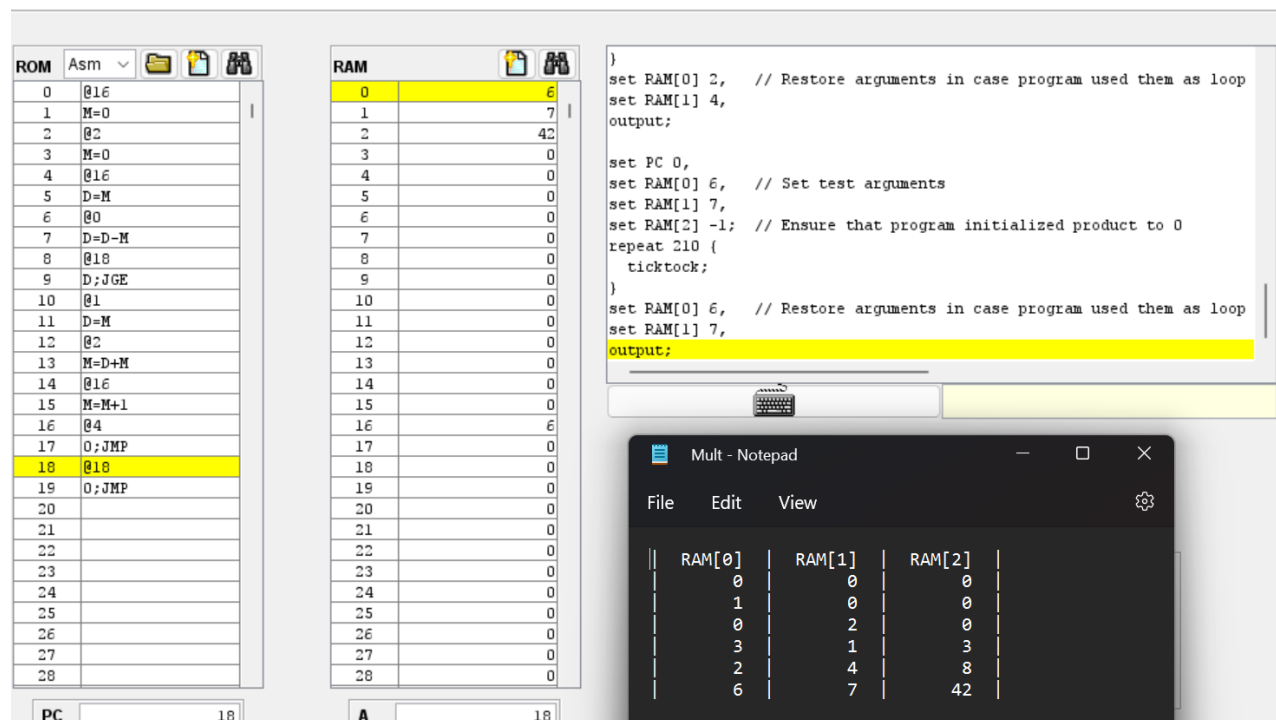 ROM Asm
0 @16
1 M=0
2 @2
3 M=0
4 @16
5 D=M
6 @0
7 D=D-M
8 @18
9 D;JGE
10 @1
11 D=M
12 @2
13 M=D+M
14 @16
15 M=M+1
16 @4
17 0;JMP
18 @18
19 0;JMP
20
21
22
23
24
25
26
27
28
PC 18
RAM
0 6
1 7
2 42
3 0
4 0
5 0
6 0
7 0
8 0
9 0
10 0
11 0
12 0
13 0
14 0
15 0
16 6
17 0
18 0
19 0
20 0
21 0
22 0
23 0
24 0
25 0
26 0
27 0
28 0
A 18
}
set RAM[0] 2, // Restore arguments in case program used them as loop
set RAM[1] 4,
output;
set PC 0,
set RAM[0] 6, // Set test arguments
set RAM[1] 7,
set RAM[2] -1; // Ensure that program initialized product to 0
repeat 210 {
ticktock;
}
set RAM[0] 6, // Restore arguments in case program used them as loop
set RAM[1] 7,
output;
Mult - Notepad
File Edit View
| RAM[0] | RAM[1] | RAM[2] |
| 0 | 0 | 0 |
| 1 | 0 | 0 |
| 0 | 2 | 0 |
| 3 | 1 | 3 |
| 2 | 4 | 8 |
| 6 | 7 | 42 |